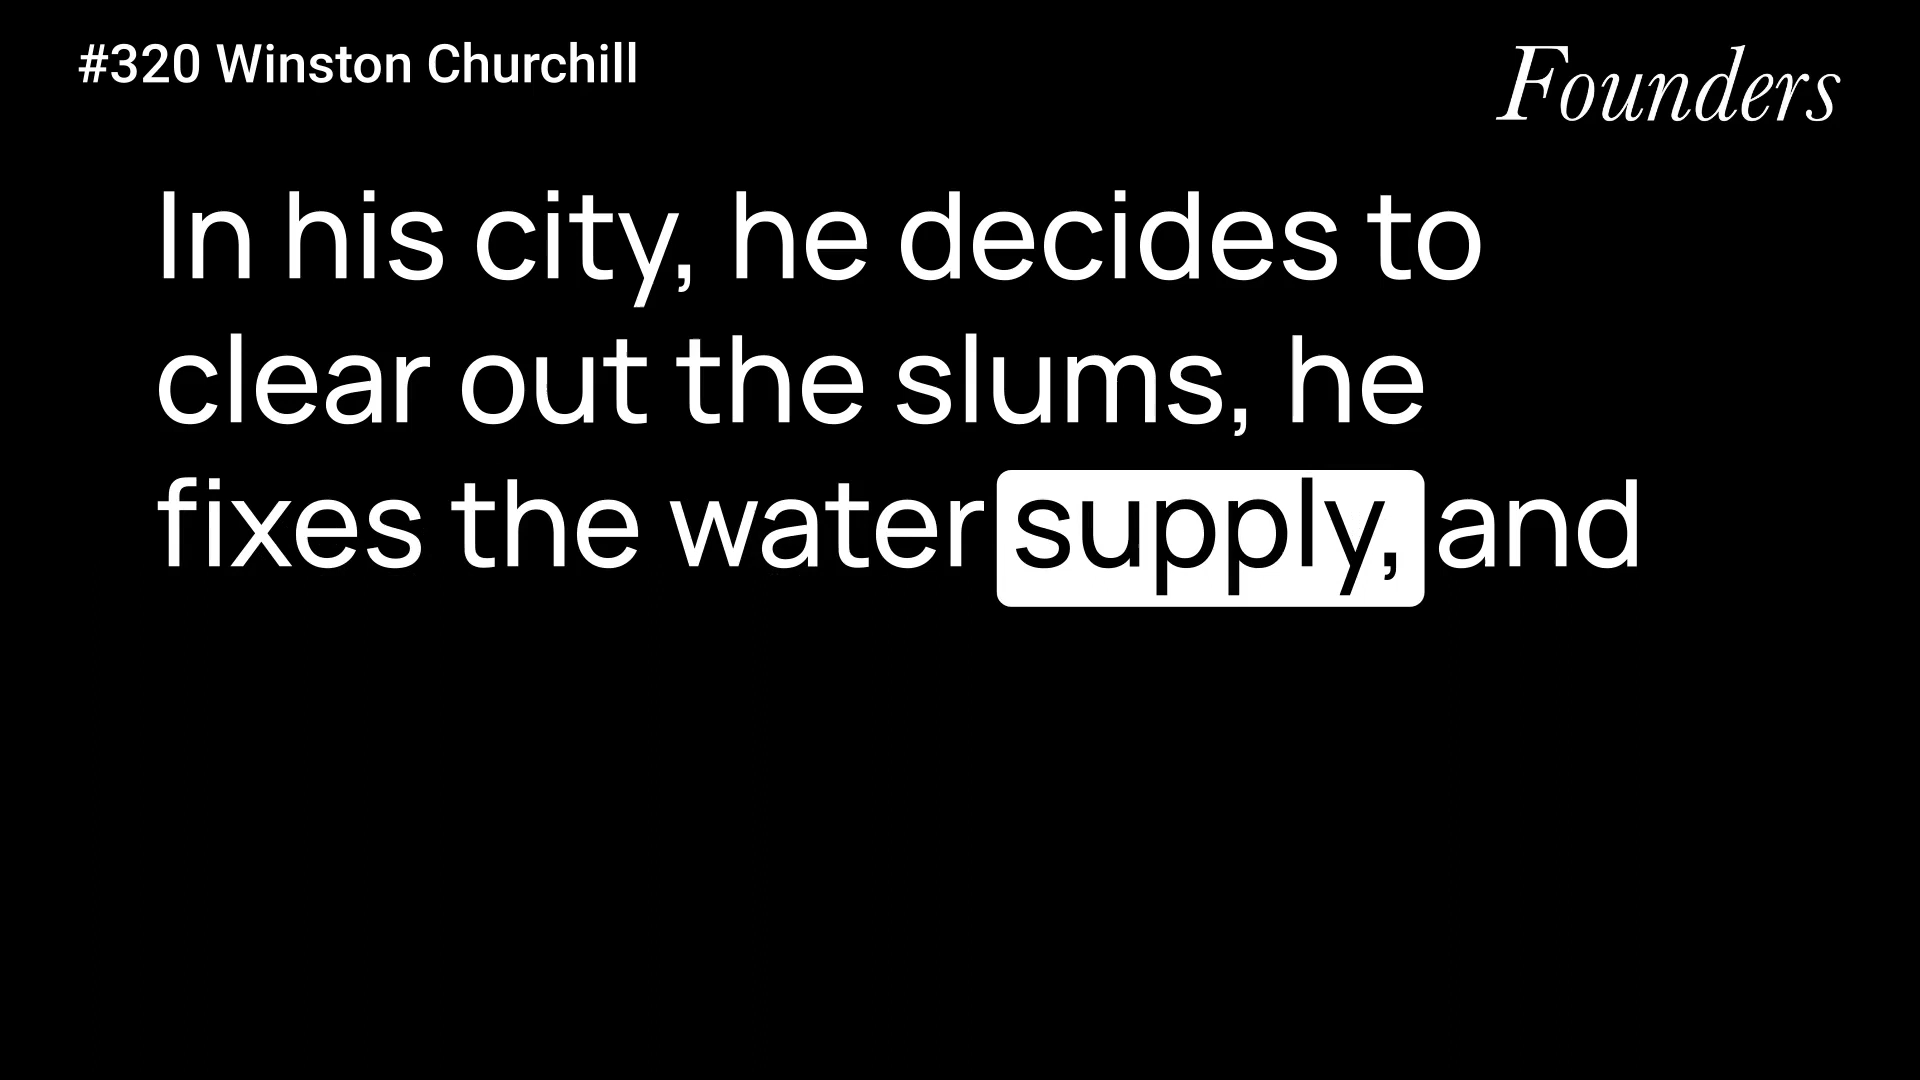 #320 Winston Churchill
Founders
In his city, he decides to
clear out the slums, he
fixes the water supply, and